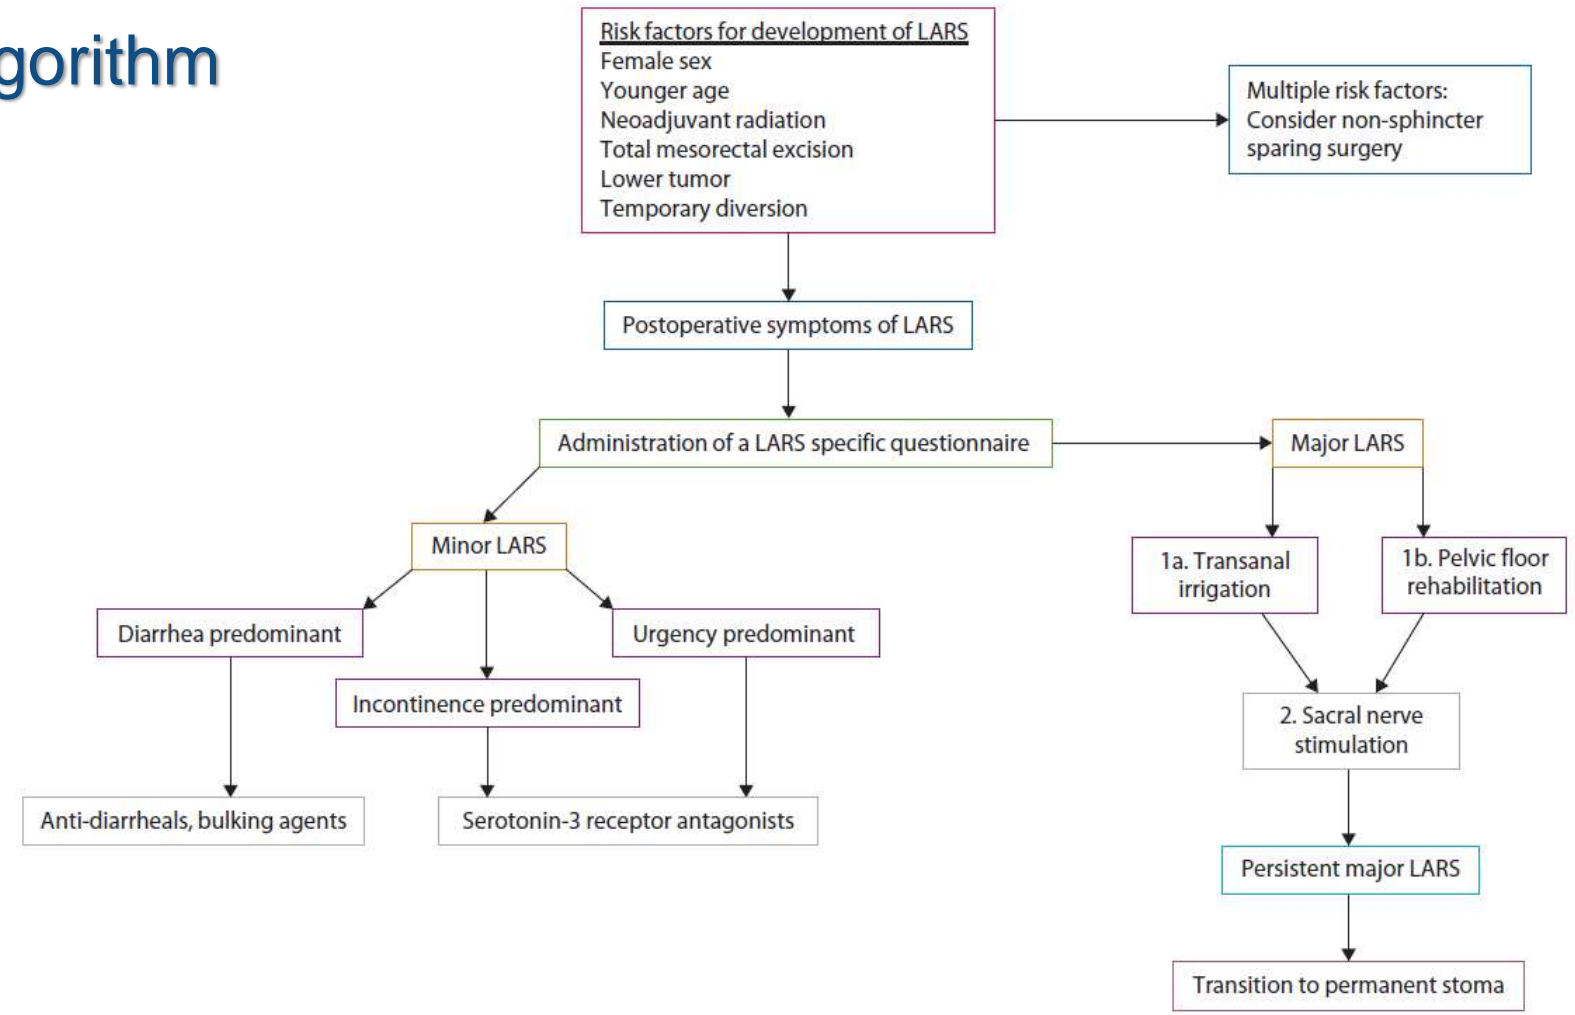 gorithm
Risk factors for development of LARS
Female sex
Younger age
Neoadjuvant radiation
Total mesorectal excision
Lower tumor
Temporary diversion
Multiple risk factors:
Consider non-sphincter
sparing surgery
Postoperative symptoms of LARS
Administration of a LARS specific questionnaire
Major LARS
Minor LARS
1a. Transanal
irrigation
1b. Pelvic floor
rehabilitation
Diarrhea predominant
Urgency predominant
Incontinence predominant
2. Sacral nerve
stimulation
Anti-diarrheals, bulking agents
Serotonin-3 receptor antagonists
Persistent major LARS
Transition to permanent stoma